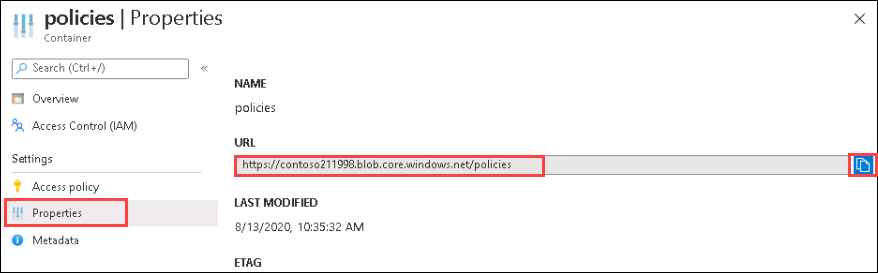 policies | Properties
Container
Search (Ctrl+/)
«
Overview
Access Control (IAM)
Settings
Access policy
Properties
Metadata
NAME
policies
URL
https://contoso211998.blob.core.windows.net/policies
LAST MODIFIED
8/13/2020, 10:35:32 AM
ETAG